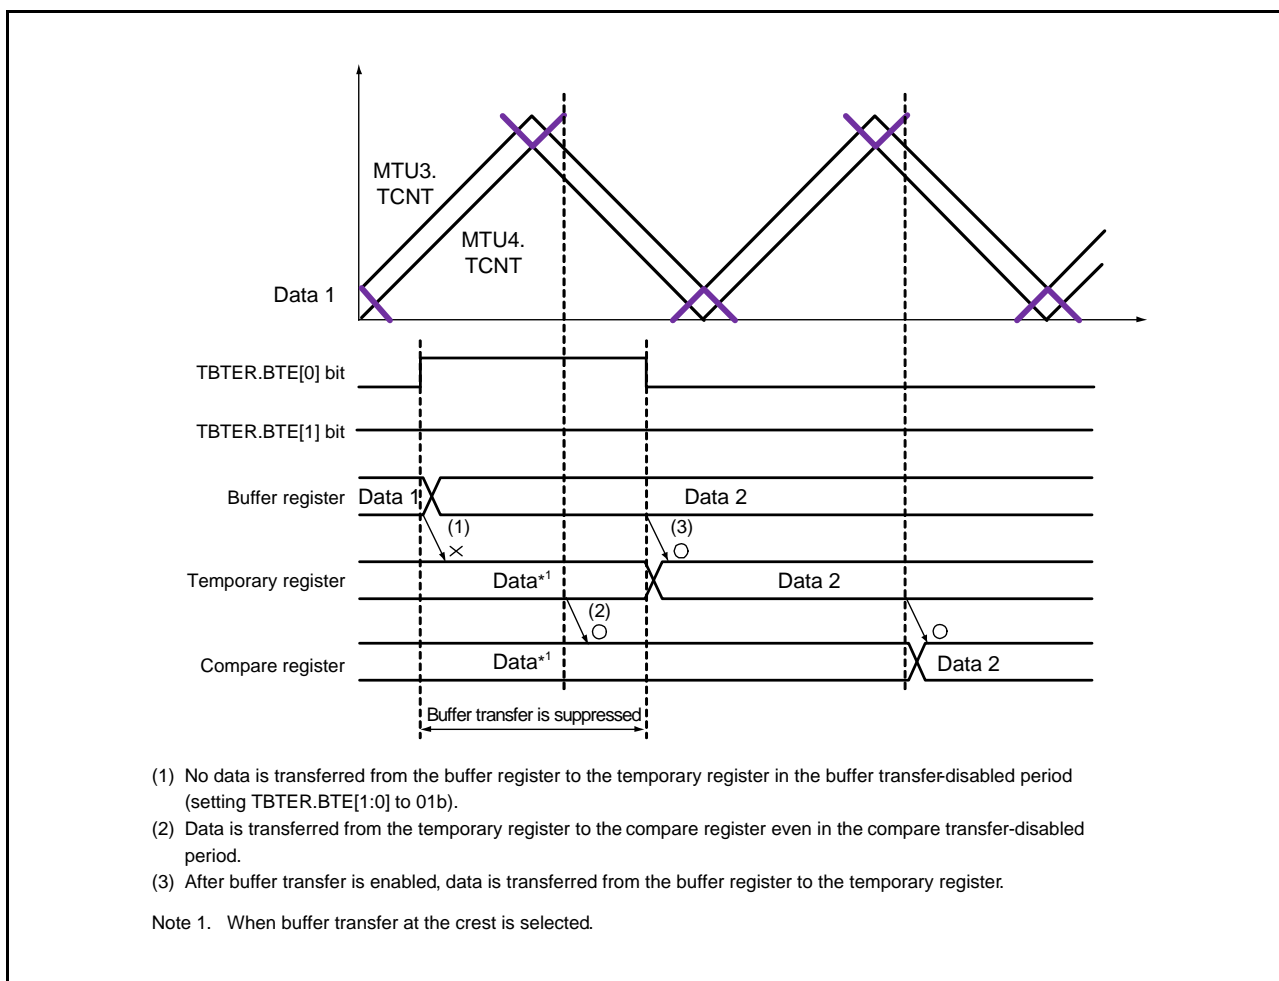 MTU3.
TCNT
MTU4.
TCNT
Data 1
TBTER.BTE[0] bit
TBTER.BTE[1] bit
Buffer register
Data 1
Data 2
(1)
(3)
Temporary register
Data*1
Data 2
(2)
Compare register
Data*1
Data 2
Buffer transfer is suppressed
(1) No data is transferred from the buffer register to the temporary register in the buffer transfer-disabled period
(setting TBTER.BTE[1:0] to 01b).
(2) Data is transferred from the temporary register to the compare register even in the compare transfer-disabled
period.
(3) After buffer transfer is enabled, data is transferred from the buffer register to the temporary register.
Note 1. When buffer transfer at the crest is selected.